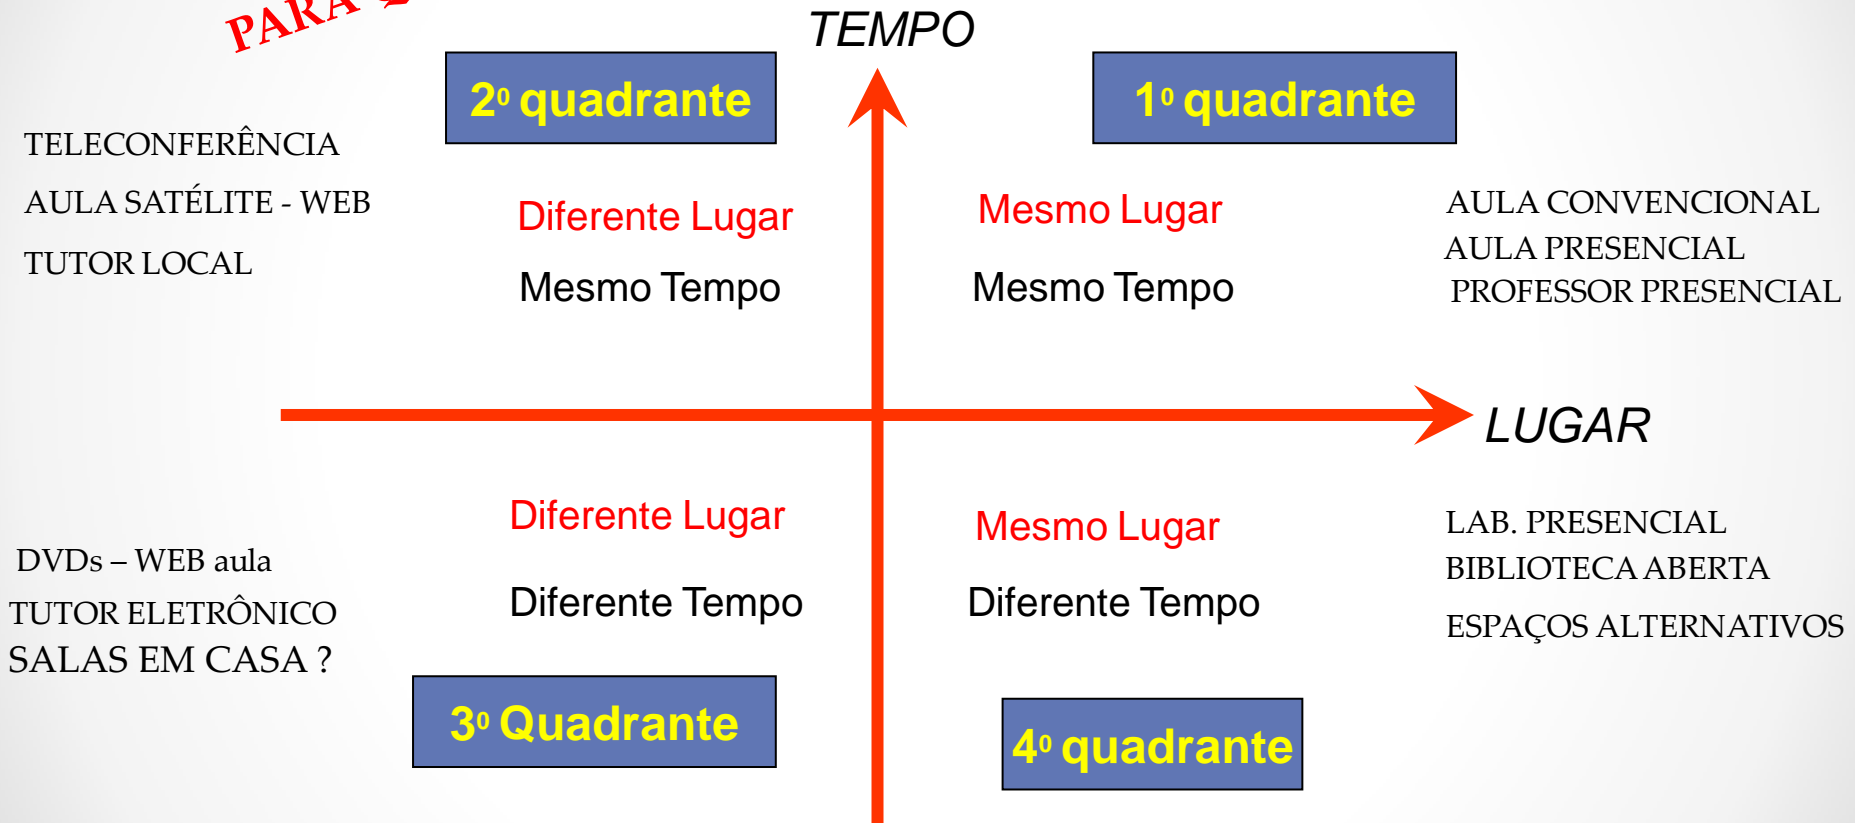 PARA
TEMPO
2º quadrante
1º quadrante
TELECONFERÊNCIA
AULA SATÉLITE - WEB
TUTOR LOCAL
Diferente Lugar
Mesmo Tempo
Mesmo Lugar
Mesmo Tempo
AULA CONVENCIONAL
AULA PRESENCIAL
PROFESSOR PRESENCIAL
LUGAR
Diferente Lugar
Diferente Tempo
Mesmo Lugar
Diferente Tempo
LAB. PRESENCIAL
BIBLIOTECA ABERTA
ESPAÇOS ALTERNATIVOS
DVDs – WEB aula
TUTOR ELETRÔNICO
SALAS EM CASA ?
3º Quadrante
4º quadrante